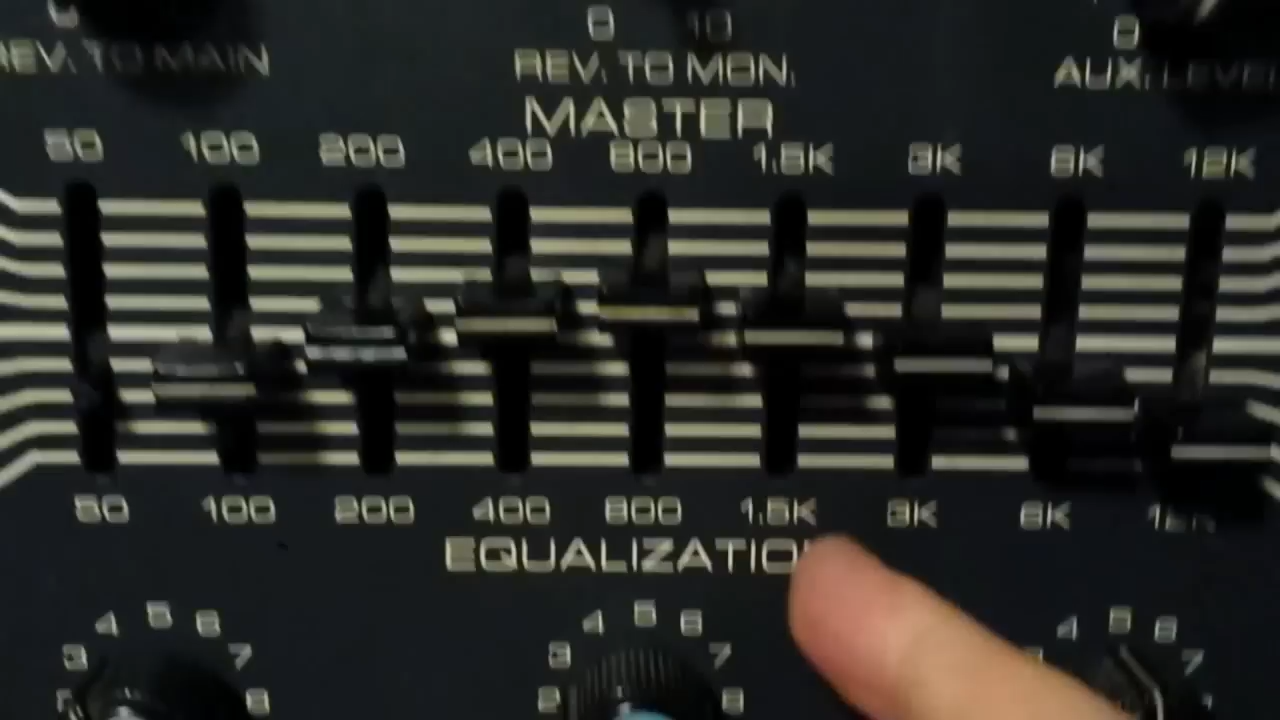 0 10 0
REV. TO MAIN REV. TO MON. AUX. LEVEL
MASTER
50 100 200 400 800 1.5K 3K 6K 12K
50 100 200 400 800 1.5K 3K 6K
EQUALIZATIO
4 5 6 4 5 6 4 5 6
3 7 3 7 7
8 8